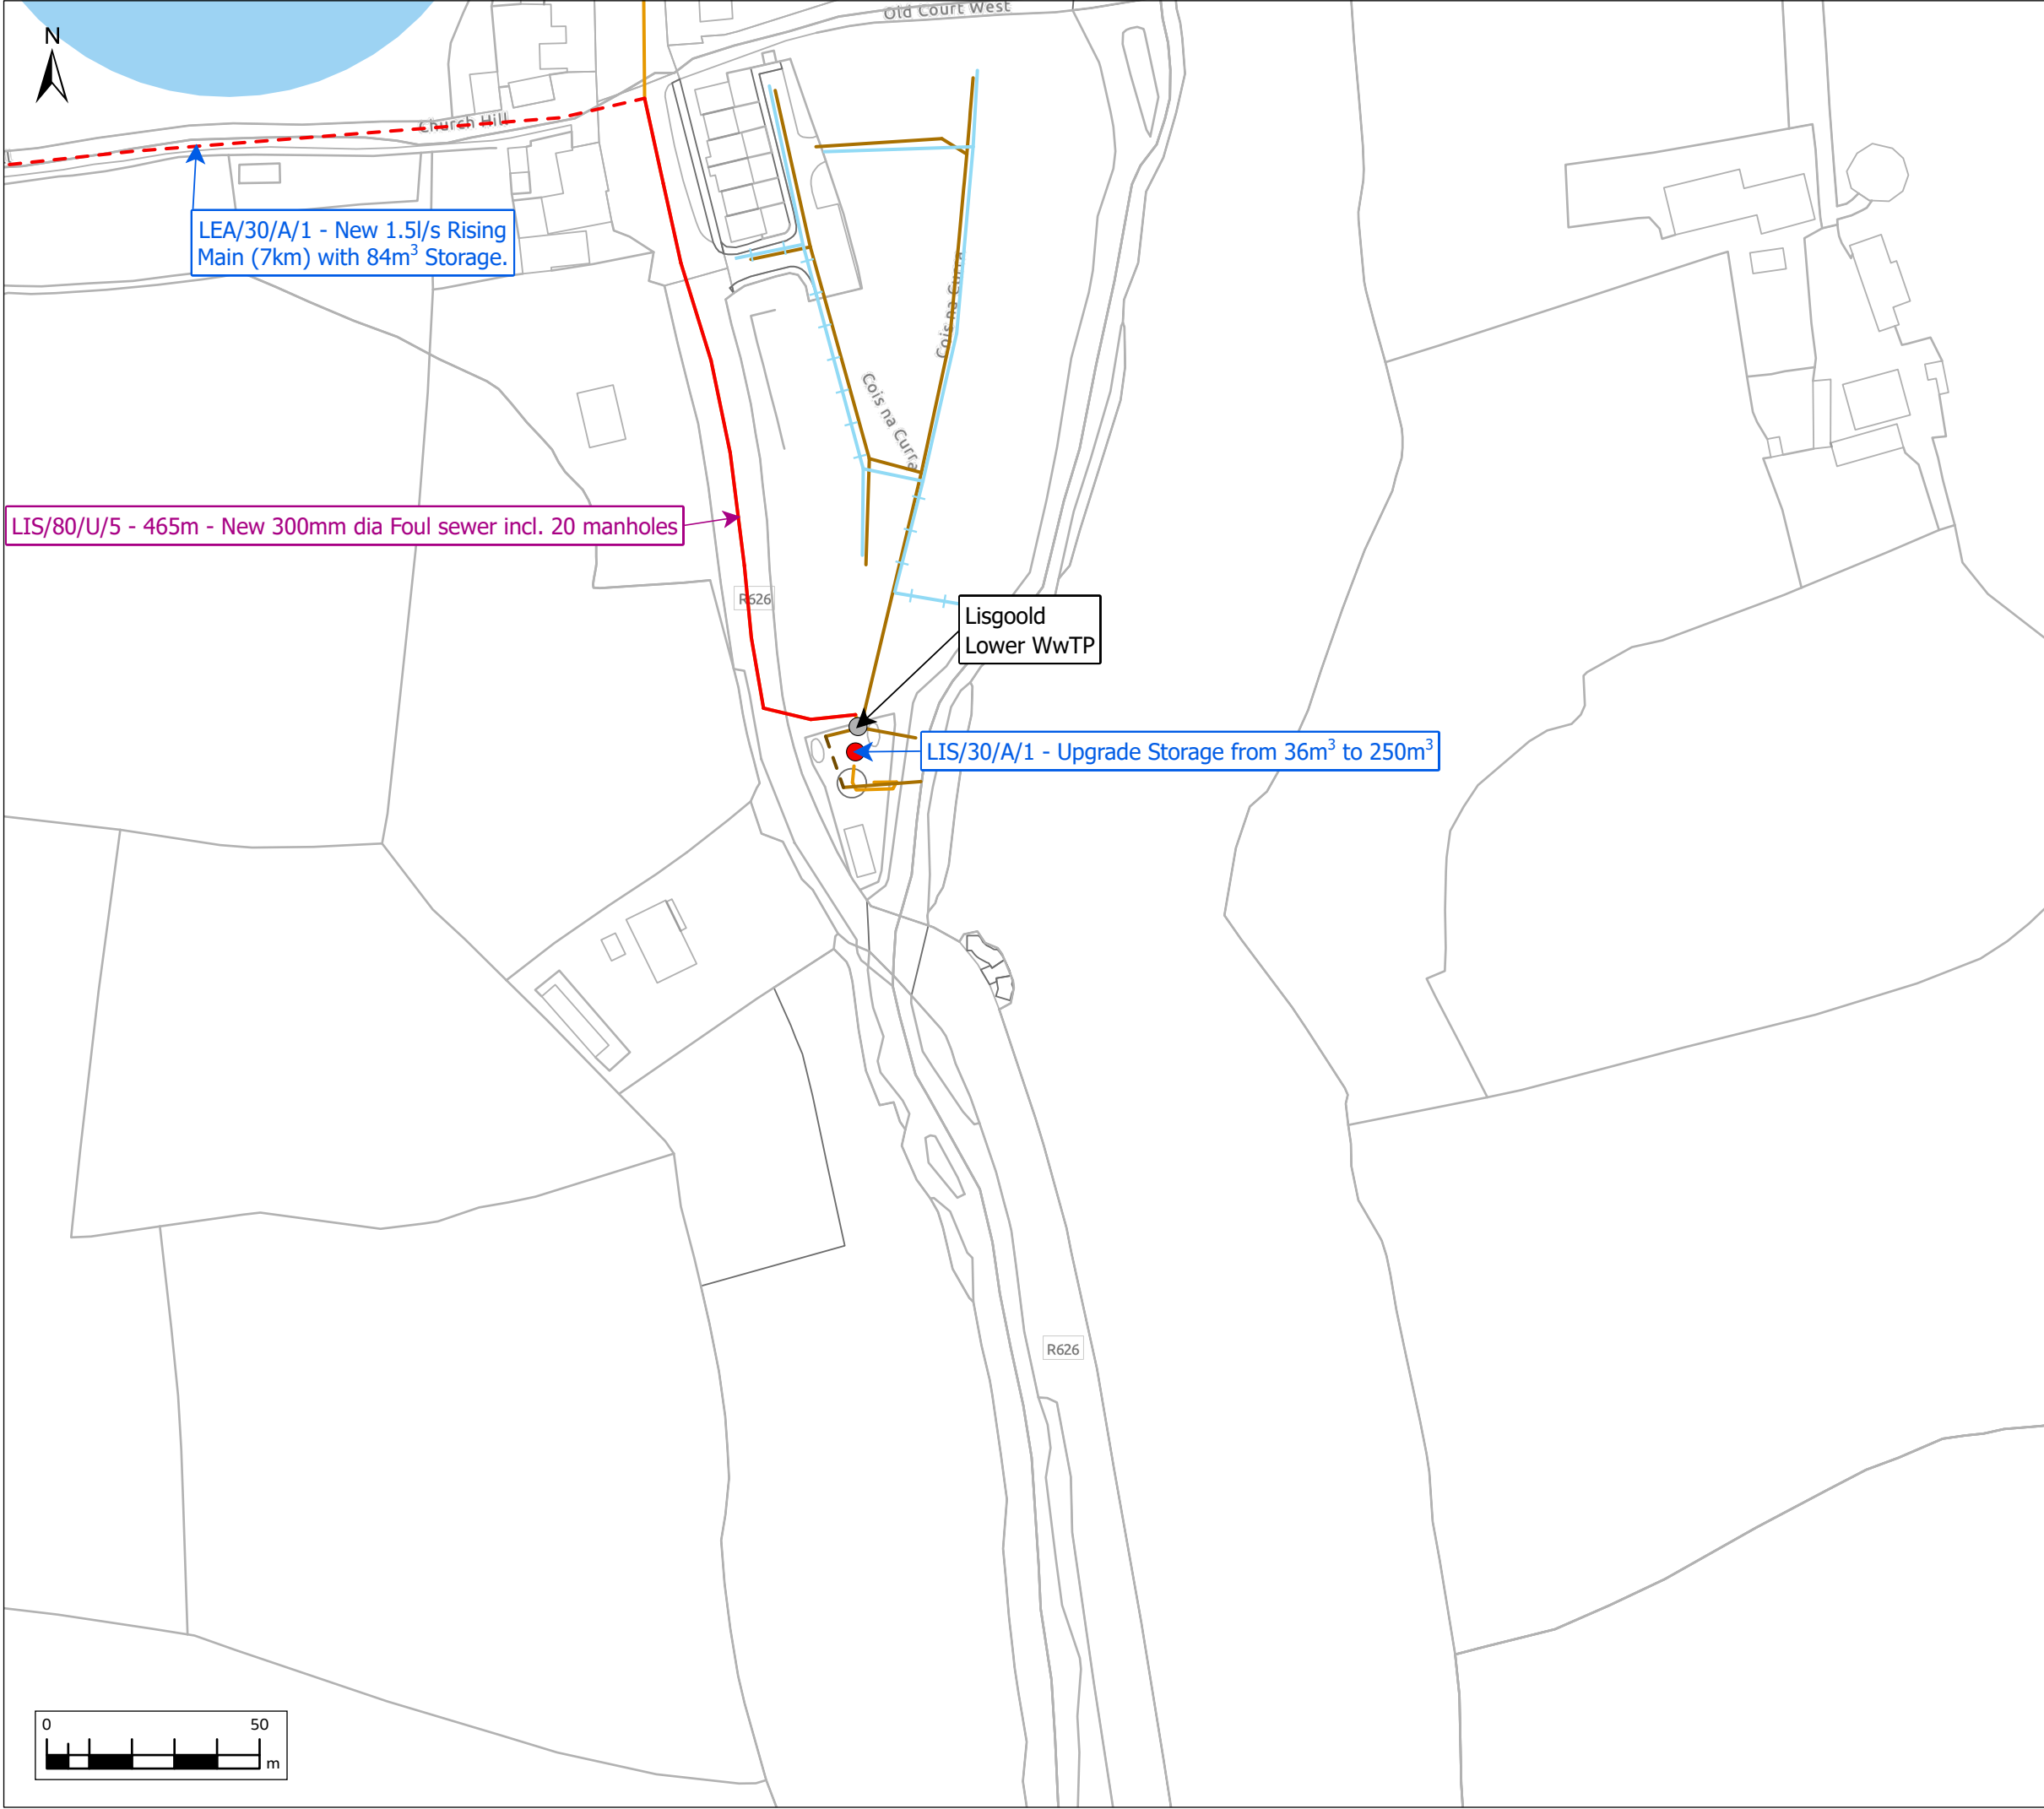 Old Court West
N
Church Hill
LEA/30/A/1 - New 1.5l/s Rising
Main (7km) with 84m³ Storage.
Cois na Curra
Cois na Curra
LIS/80/U/5 - 465m - New 300mm dia Foul sewer incl. 20 manholes
R626
Lisgoold
Lower WwTP
LIS/30/A/1 - Upgrade Storage from 36m³ to 250m³
R626
0 50
m